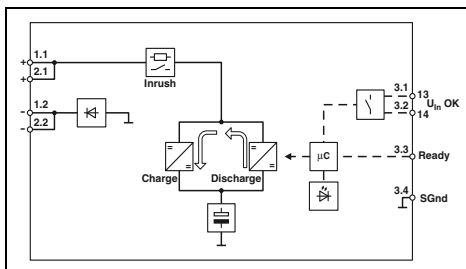 + 1.1
+ 2.1
Inrush
- 1.2
- 2.2
3.1 13
U In OK
3.2 14
= =
Charge
= =
Discharge
µC
3.3 Ready
3.4 SGnd